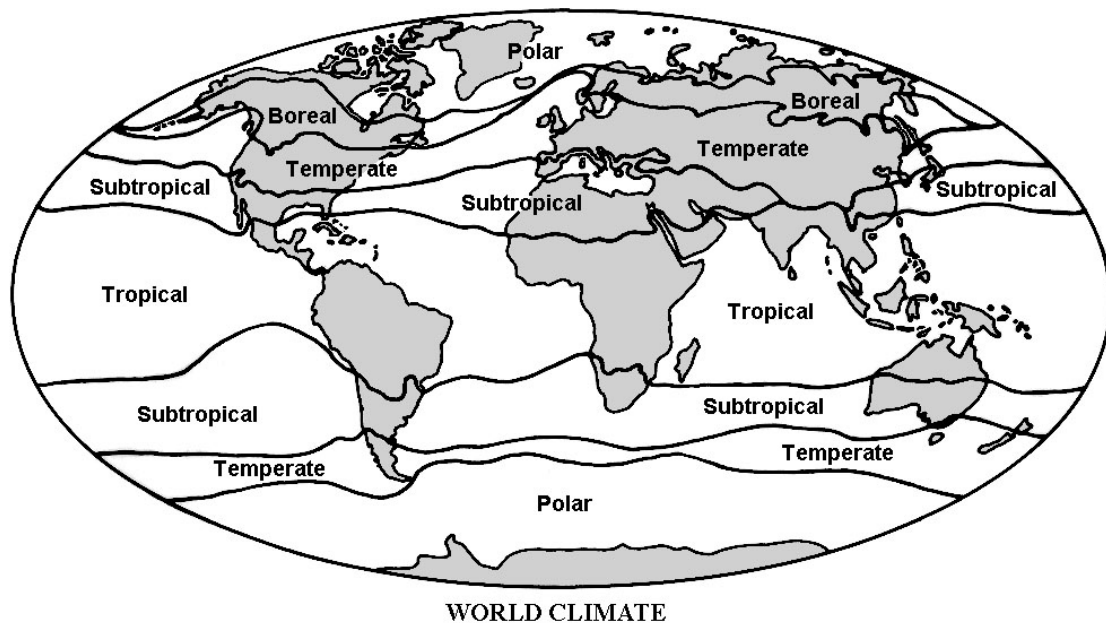 Polar
Boreal
Boreal
Temperate
Temperate
Subtropical
Subtropical
Subtropical
Tropical
Tropical
Subtropical
Subtropical
Temperate
Temperate
Polar
WORLD CLIMATE